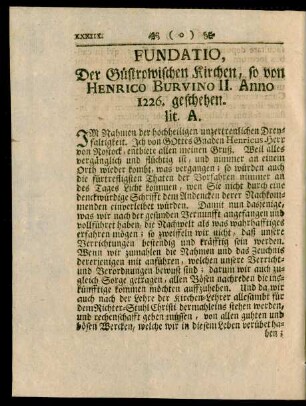 XXXIIX. ( o )
FUNDATIO,
Der Güstrowischen Kirchen, so von
HENRICO BURVINO II. Anno
1226. geschehen.
lit. A.
IM Nahmen der hochheiligen unzertrenlichen Drey-
faltigkeit. Ich von Gottes Gnaden Henricus Herr
von Rostock, enthiete allen meinen Gruß. Weil alles
vergänglich und flüchtig ist, und nimmer an einem
Orth wieder kombt, was vergangen; so würden auch
die fürtrefligsten Thaten der Vorfahren nimmer an
des Tages Licht kommen, wen Sie nicht durch eine
denckwürdige Schrifft dem Andencken derer Nachkom-
menden einverleibet würden. Damit nun dasjenige,
was wir nach der gesunden Vernunfft angefangen und
vollführet haben, die Nachwelt als was wahrhafftiges
erfahren mögen; so zweiffeln wir nicht, daß unsere
Verrichtungen bestendig und kräfftig sein werden.
Wenn wir zumahlen die Nahmen und das Zeuchnis
dererjenigen mit anführen, welchen unsere Verricht-
und Verordnungen bewust sind; darum wir auch zu-
gleich Sorge getragen, allen Bösen nachreden die ins-
künfftige kommen möchten auffzuheben. Und da wir
auch nach der Lehre der Kirchen-Lehrer allesambt für
dem Richter-Stuhl Christi dermahleins stehen werden,
und rechenschafft geben müssen, von allen guhten und
bösen Wercken, welche wir in diesem Leben verübet ha-
ben;